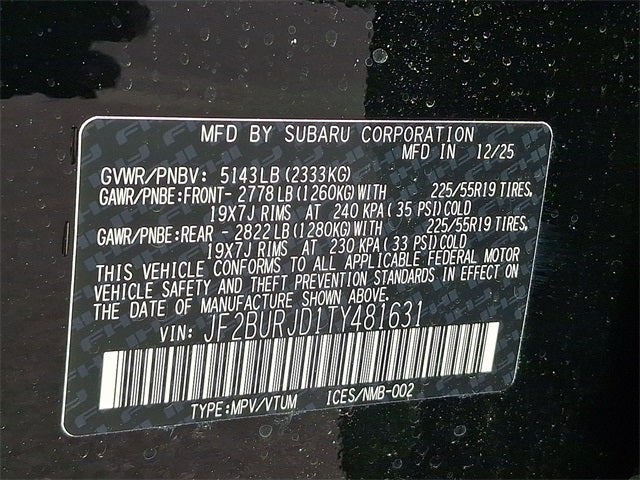 MFD BY SUBARU CORPORATION
MFD IN 12/25
GVWR/PNBV: 5143LB(2333KG)
GAWR/PNBE:FRONT- 2778LB(1260KG)WITH 225/55R19 TIRES,
19X7J RIMS AT 240 KPA(35 PSI)COLD
GAWR/PNBE:REAR - 2822LB(1280KG)WITH 225/55R19 TIRES,
19X7J RIMS AT 230 KPA(33 PSI)COLD
THIS VEHICLE CONFORMS TO ALL APPLICABLE FEDERAL MOTOR
VEHICLE SAFETY AND THEFT PREVENTION STANDARDS IN EFFECT ON
THE DATE OF MANUFACTURE SHOWN ABOVE.
VIN: JF2BURJD1TY481631
TYPE:MPV/VTUM ICES/NMB-002